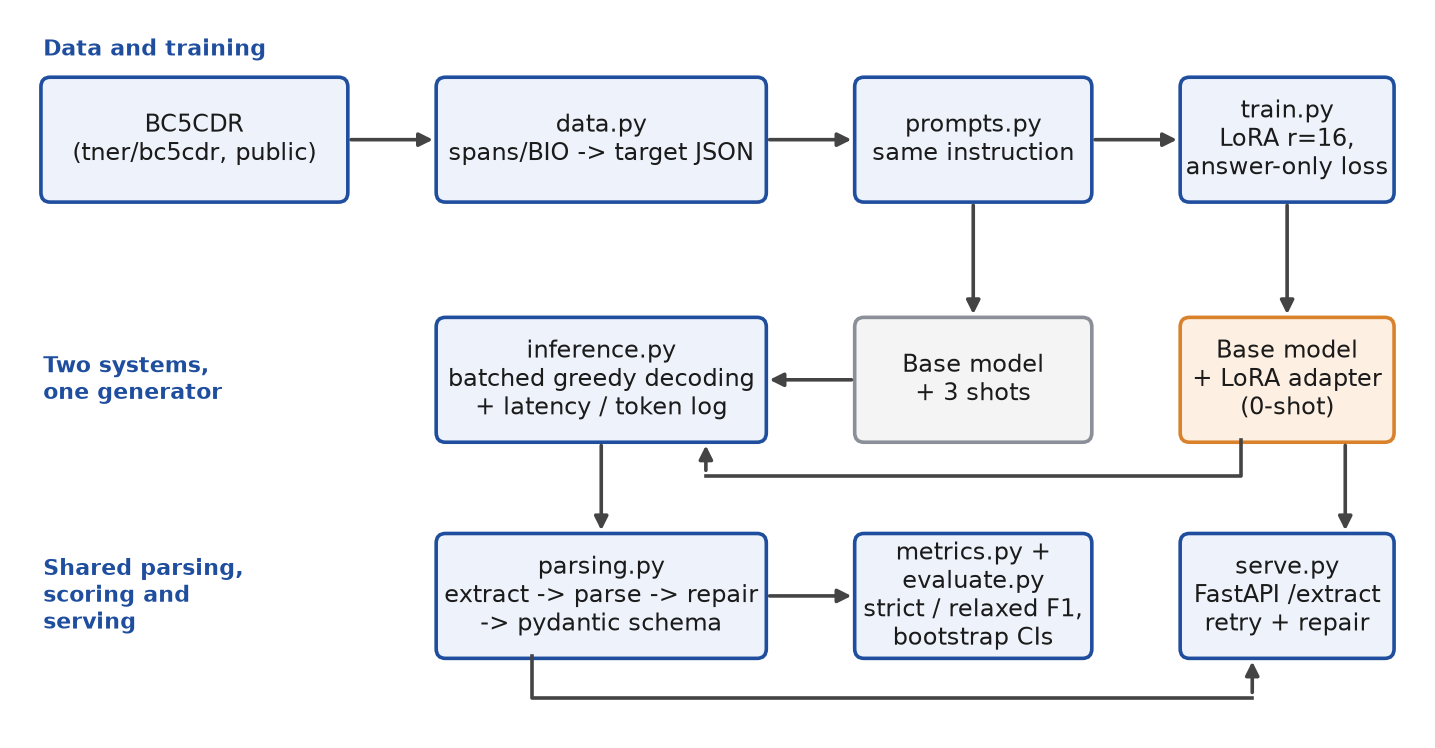 Data and training
BC5CDR
(tner/bc5cdr, public)
data.py
spans/BIO -> target JSON
prompts.py
same instruction
train.py
LoRA r=16,
answer-only loss
Two systems,
one generator
inference.py
batched greedy decoding
+ latency / token log
Base model
+ 3 shots
Base model
+ LoRA adapter
(0-shot)
Shared parsing,
scoring and
serving
parsing.py
extract -> parse -> repair
-> pydantic schema
metrics.py +
evaluate.py
strict / relaxed F1,
bootstrap CIs
serve.py
FastAPI /extract
retry + repair